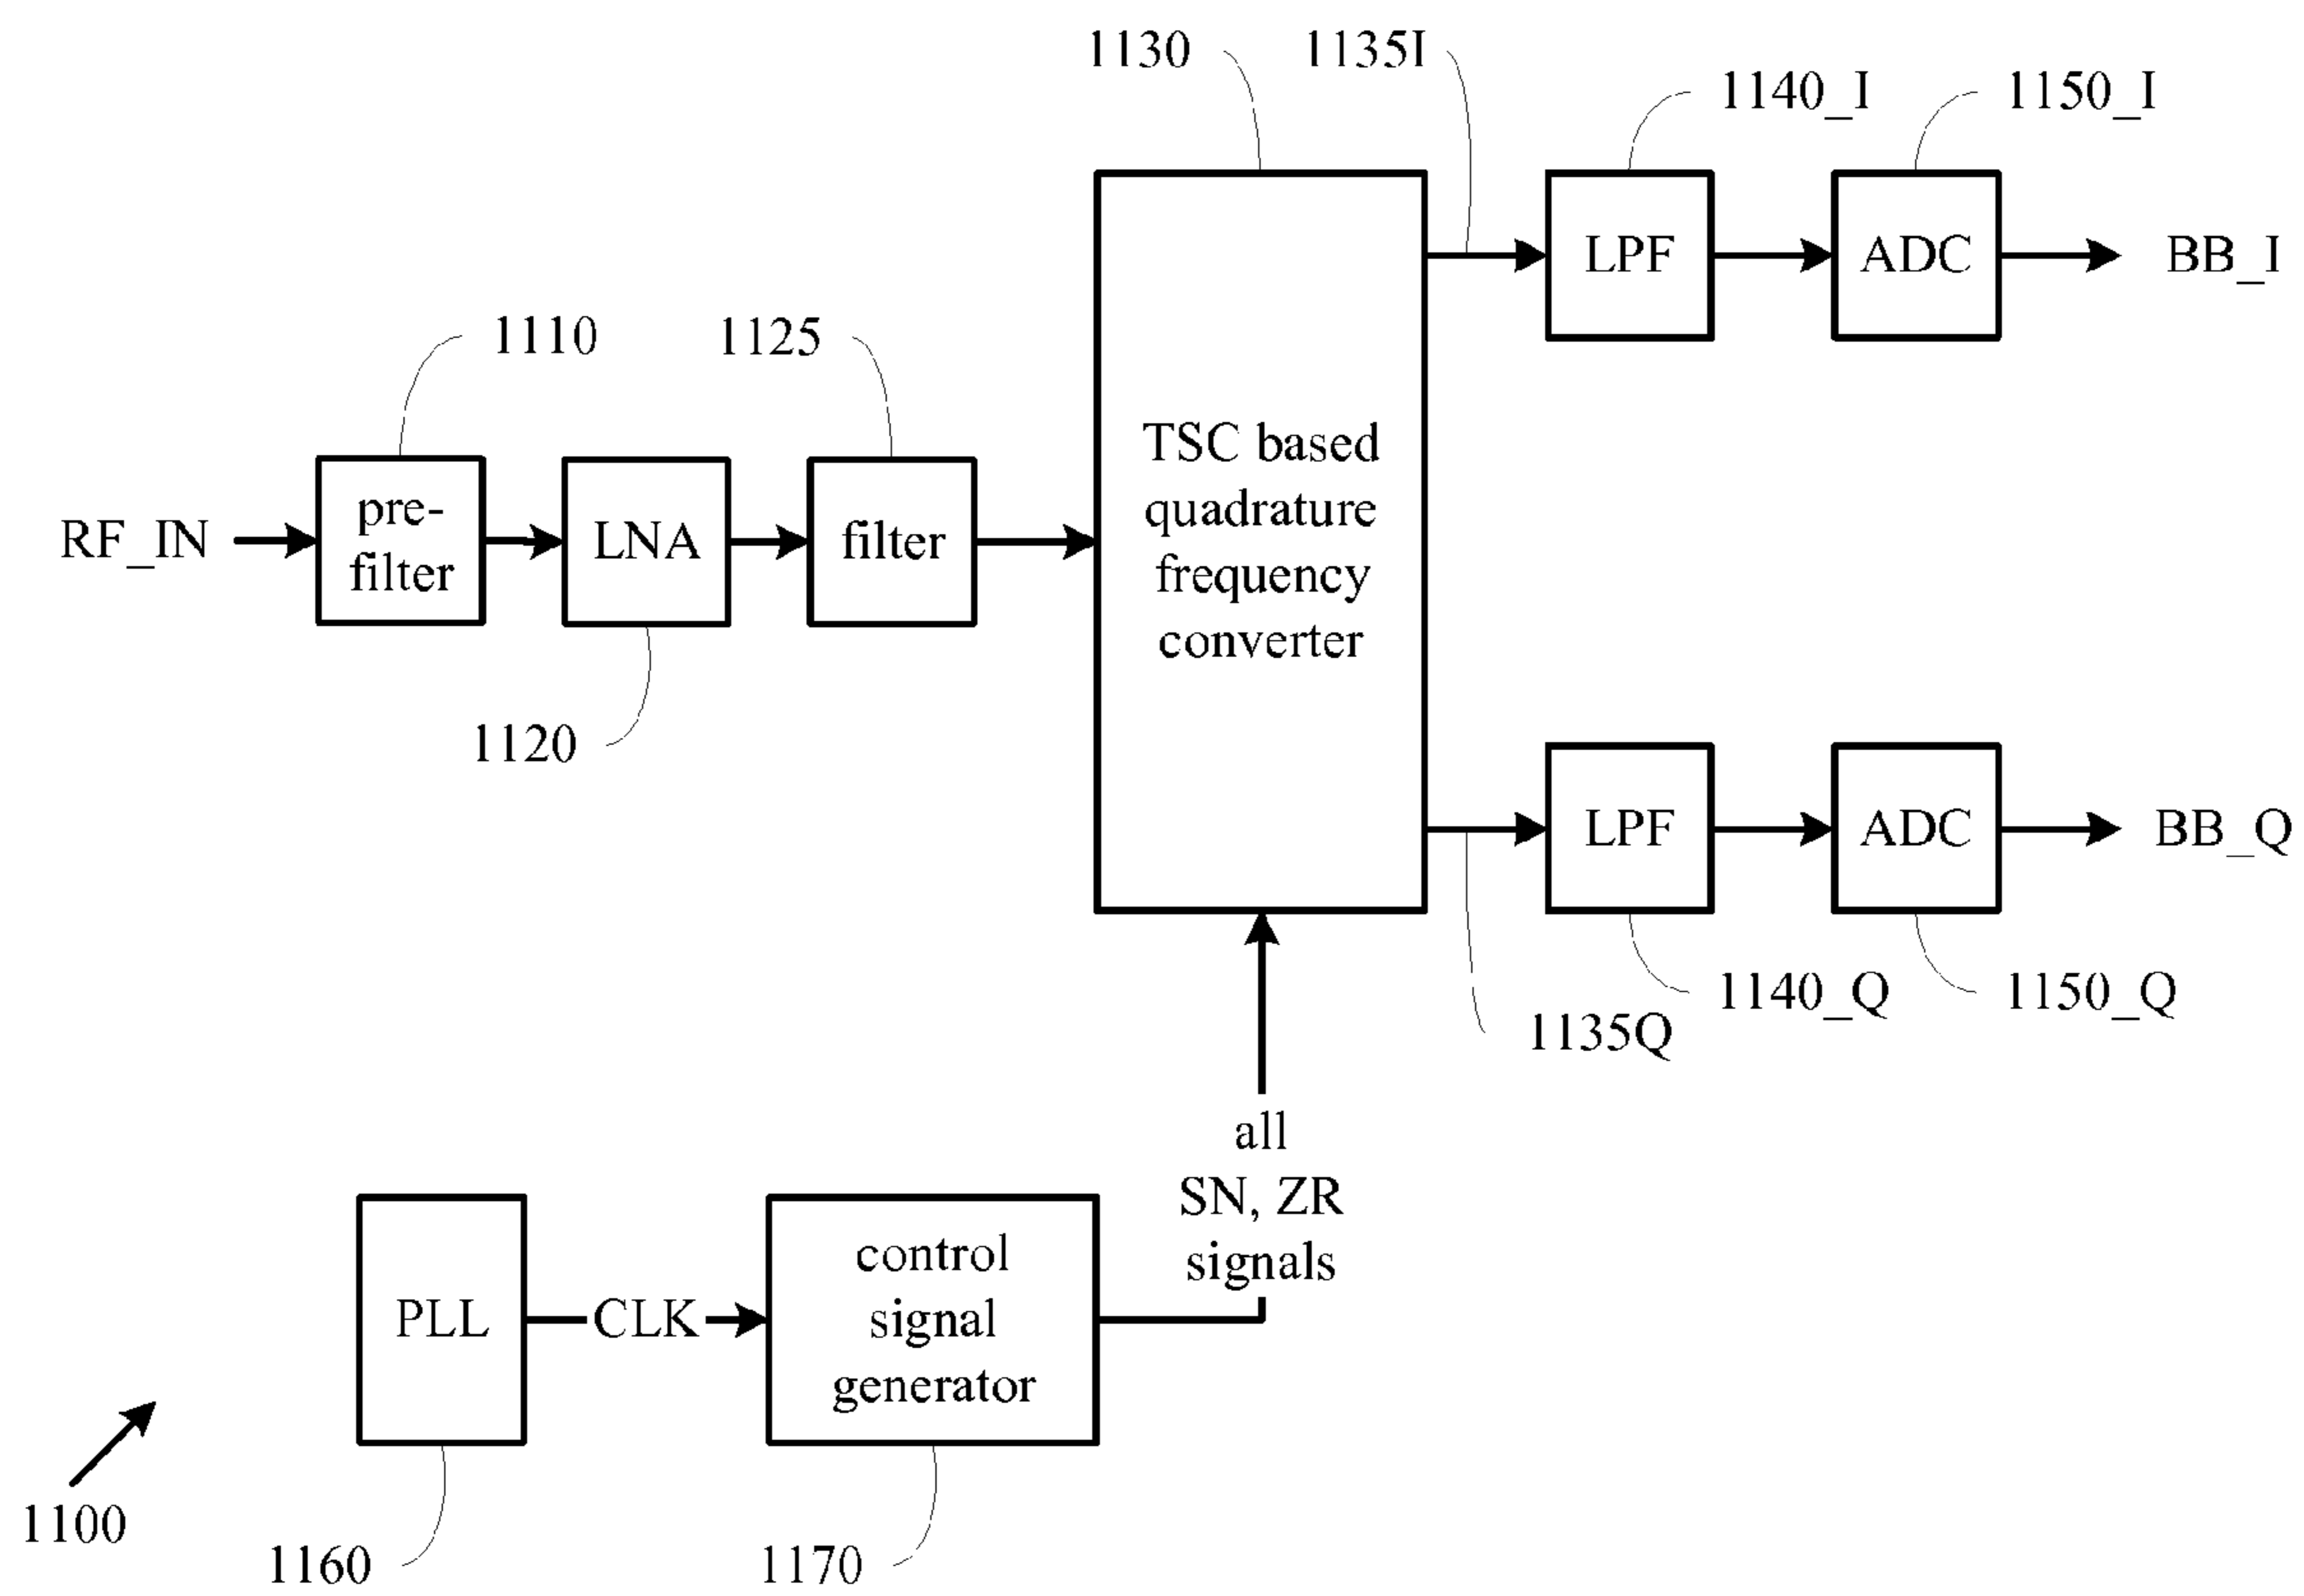 1130
1135I
1140_I
1150_I
LPF
ADC
BB_I
1110
1125
TSC based
quadrature
frequency
converter
RF_IN
pre-
filter
LNA
filter
1120
LPF
ADC
BB_Q
1140_Q
1150_Q
1135Q
all
SN, ZR
signals
PLL
CLK
control
signal
generator
1100
1160
1170